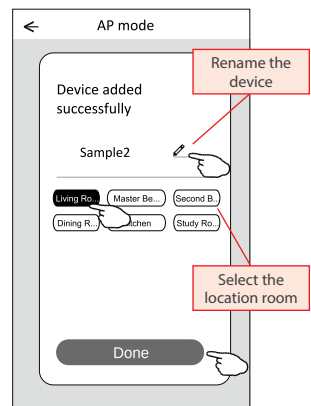 AP mode
Rename the
device
Device added
successfully
Sample2
Living Ro...
Master Be...
Second B...
Dining R...
itchen
Study Ro...
Select the
location room
Done